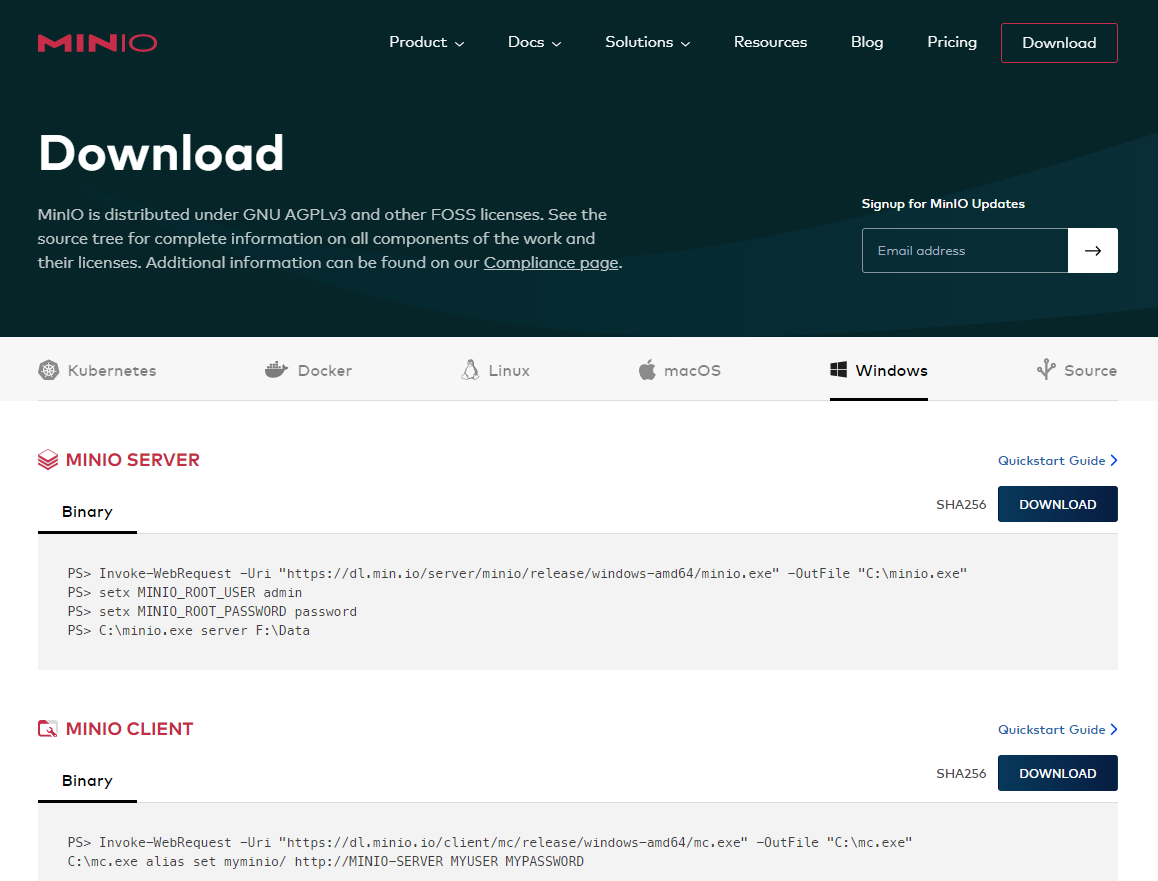 MINIO
Product
Docs
Solutions
Resources
Blog
Pricing
Download
Download
MinIO is distributed under GNU AGPLv3 and other FOSS licenses. See the
source tree for complete information on all components of the work and
their licenses. Additional information can be found on our Compliance page.
Signup for MinIO Updates
Email address
Kubernetes
Docker
Linux
macOS
Windows
Source
MINIO SERVER
Quickstart Guide
Binary
SHA256
DOWNLOAD
PS> Invoke-WebRequest -Uri "https://dl.min.io/server/minio/release/windows-amd64/minio.exe" -OutFile "C:\minio.exe"
PS> setx MINIO_ROOT_USER admin
PS> setx MINIO_ROOT_PASSWORD password
PS> C:\minio.exe server F:\Data
MINIO CLIENT
Quickstart Guide
Binary
SHA256
DOWNLOAD
PS> Invoke-WebRequest -Uri "https://dl.minio.io/client/mc/release/windows-amd64/mc.exe" -OutFile "C:\mc.exe"
C:\mc.exe alias set myminio/ http://MINIO-SERVER MYUSER MYPASSWORD